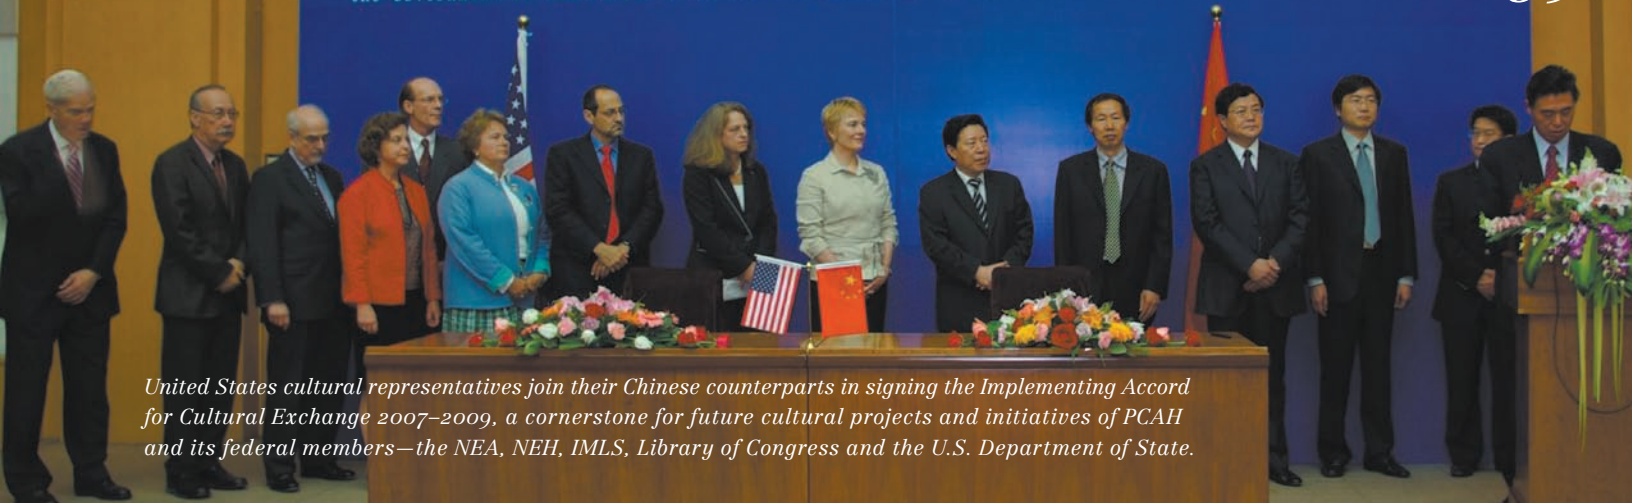 United States cultural representatives join their Chinese counterparts in signing the Implementing Accord
for Cultural Exchange 2007–2009, a cornerstone for future cultural projects and initiatives of PCAH
and its federal members—the NEA, NEH, IMLS, Library of Congress and the U.S. Department of State.